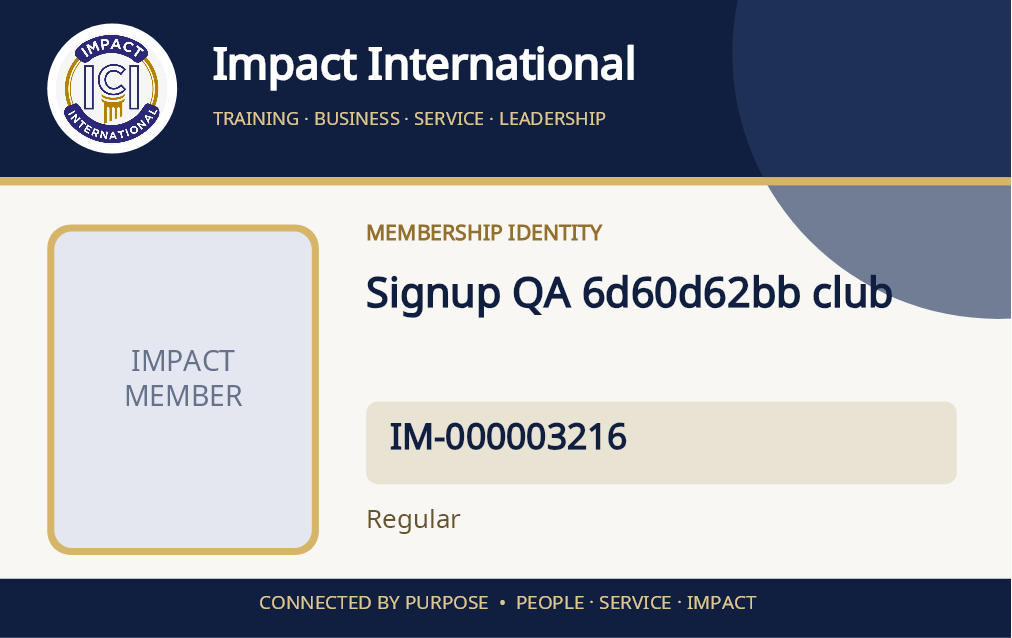 IMPACT
ICI
INTERNATIONAL
Impact International
TRAINING · BUSINESS · SERVICE · LEADERSHIP
MEMBERSHIP IDENTITY
Signup QA 6d60d62bb club
IMPACT
MEMBER
IM-000003216
Regular
CONNECTED BY PURPOSE • PEOPLE · SERVICE · IMPACT